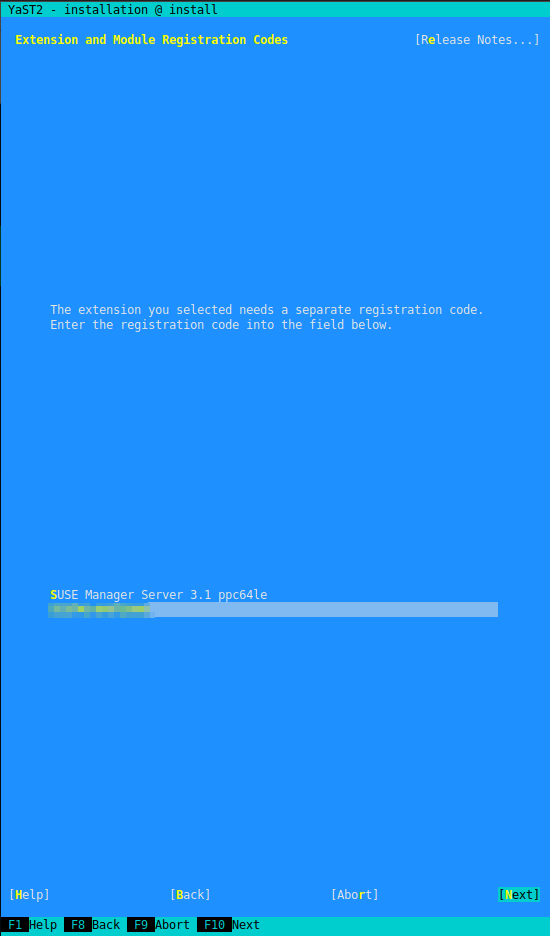 YaST2 - installation @ install
Extension and Module Registration Codes [Release Notes...]
The extension you selected needs a separate registration code.
Enter the registration code into the field below.
SUSE Manager Server 3.1 ppc64le
[Help] [Back] [Abort] [Next]
F1 Help F8 Back F9 Abort F10 Next